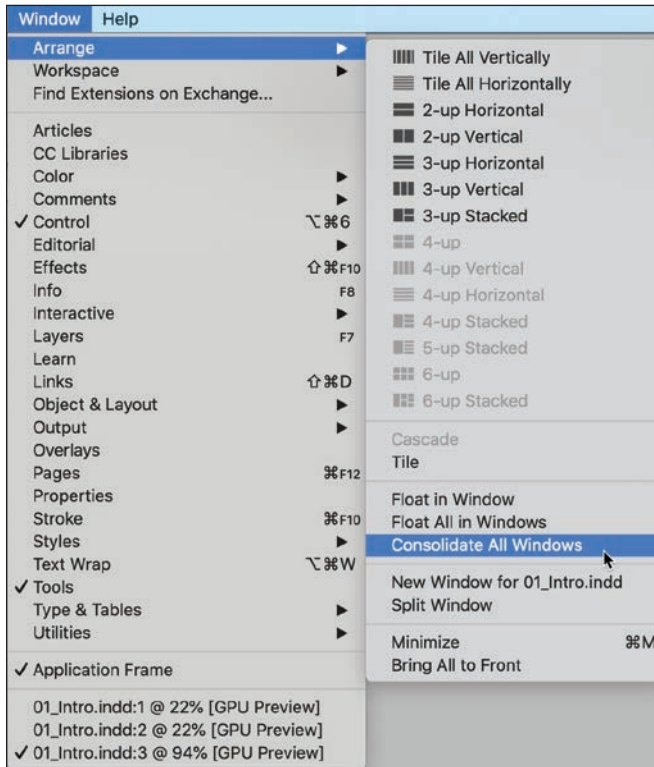 Window Help
Arrange ▶
Workspace ▶
Find Extensions on Exchange...
Articles
CC Libraries
Color ▶
Comments ▶
✓ Control ⌥⌘6
Editorial ▶
Effects ⇧⌘F10
Info F8
Interactive ▶
Layers F7
Learn
Links ⇧⌘D
Object & Layout ▶
Output ▶
Overlays
Pages ⌘F12
Properties
Stroke ⌘F10
Styles ▶
Text Wrap ⌥⌘W
✓ Tools
Type & Tables ▶
Utilities ▶
✓ Application Frame
01_Intro.indd:1 @ 22% [GPU Preview]
01_Intro.indd:2 @ 22% [GPU Preview]
✓ 01_Intro.indd:3 @ 94% [GPU Preview]
Tile All Vertically
Tile All Horizontally
2-up Horizontal
2-up Vertical
3-up Horizontal
3-up Vertical
3-up Stacked
4-up
4-up Vertical
4-up Horizontal
4-up Stacked
5-up Stacked
6-up
6-up Stacked
Cascade
Tile
Float in Window
Float All in Windows
Consolidate All Windows
New Window for 01_Intro.indd
Split Window
Minimize ⌘M
Bring All to Front